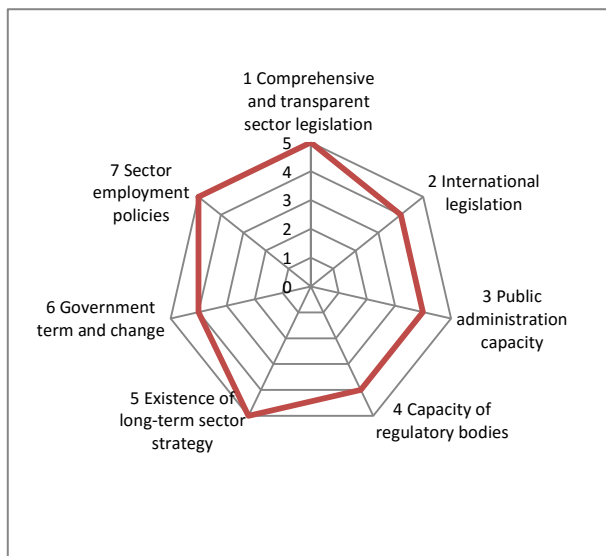 1 Comprehensive
and transparent
sector legislation
5
4
3
2
1
0
2 International
legislation
3 Public
administration
capacity
4 Capacity of
regulatory bodies
5 Existence of
long-term sector
strategy
6 Government
term and change
7 Sector
employment
policies